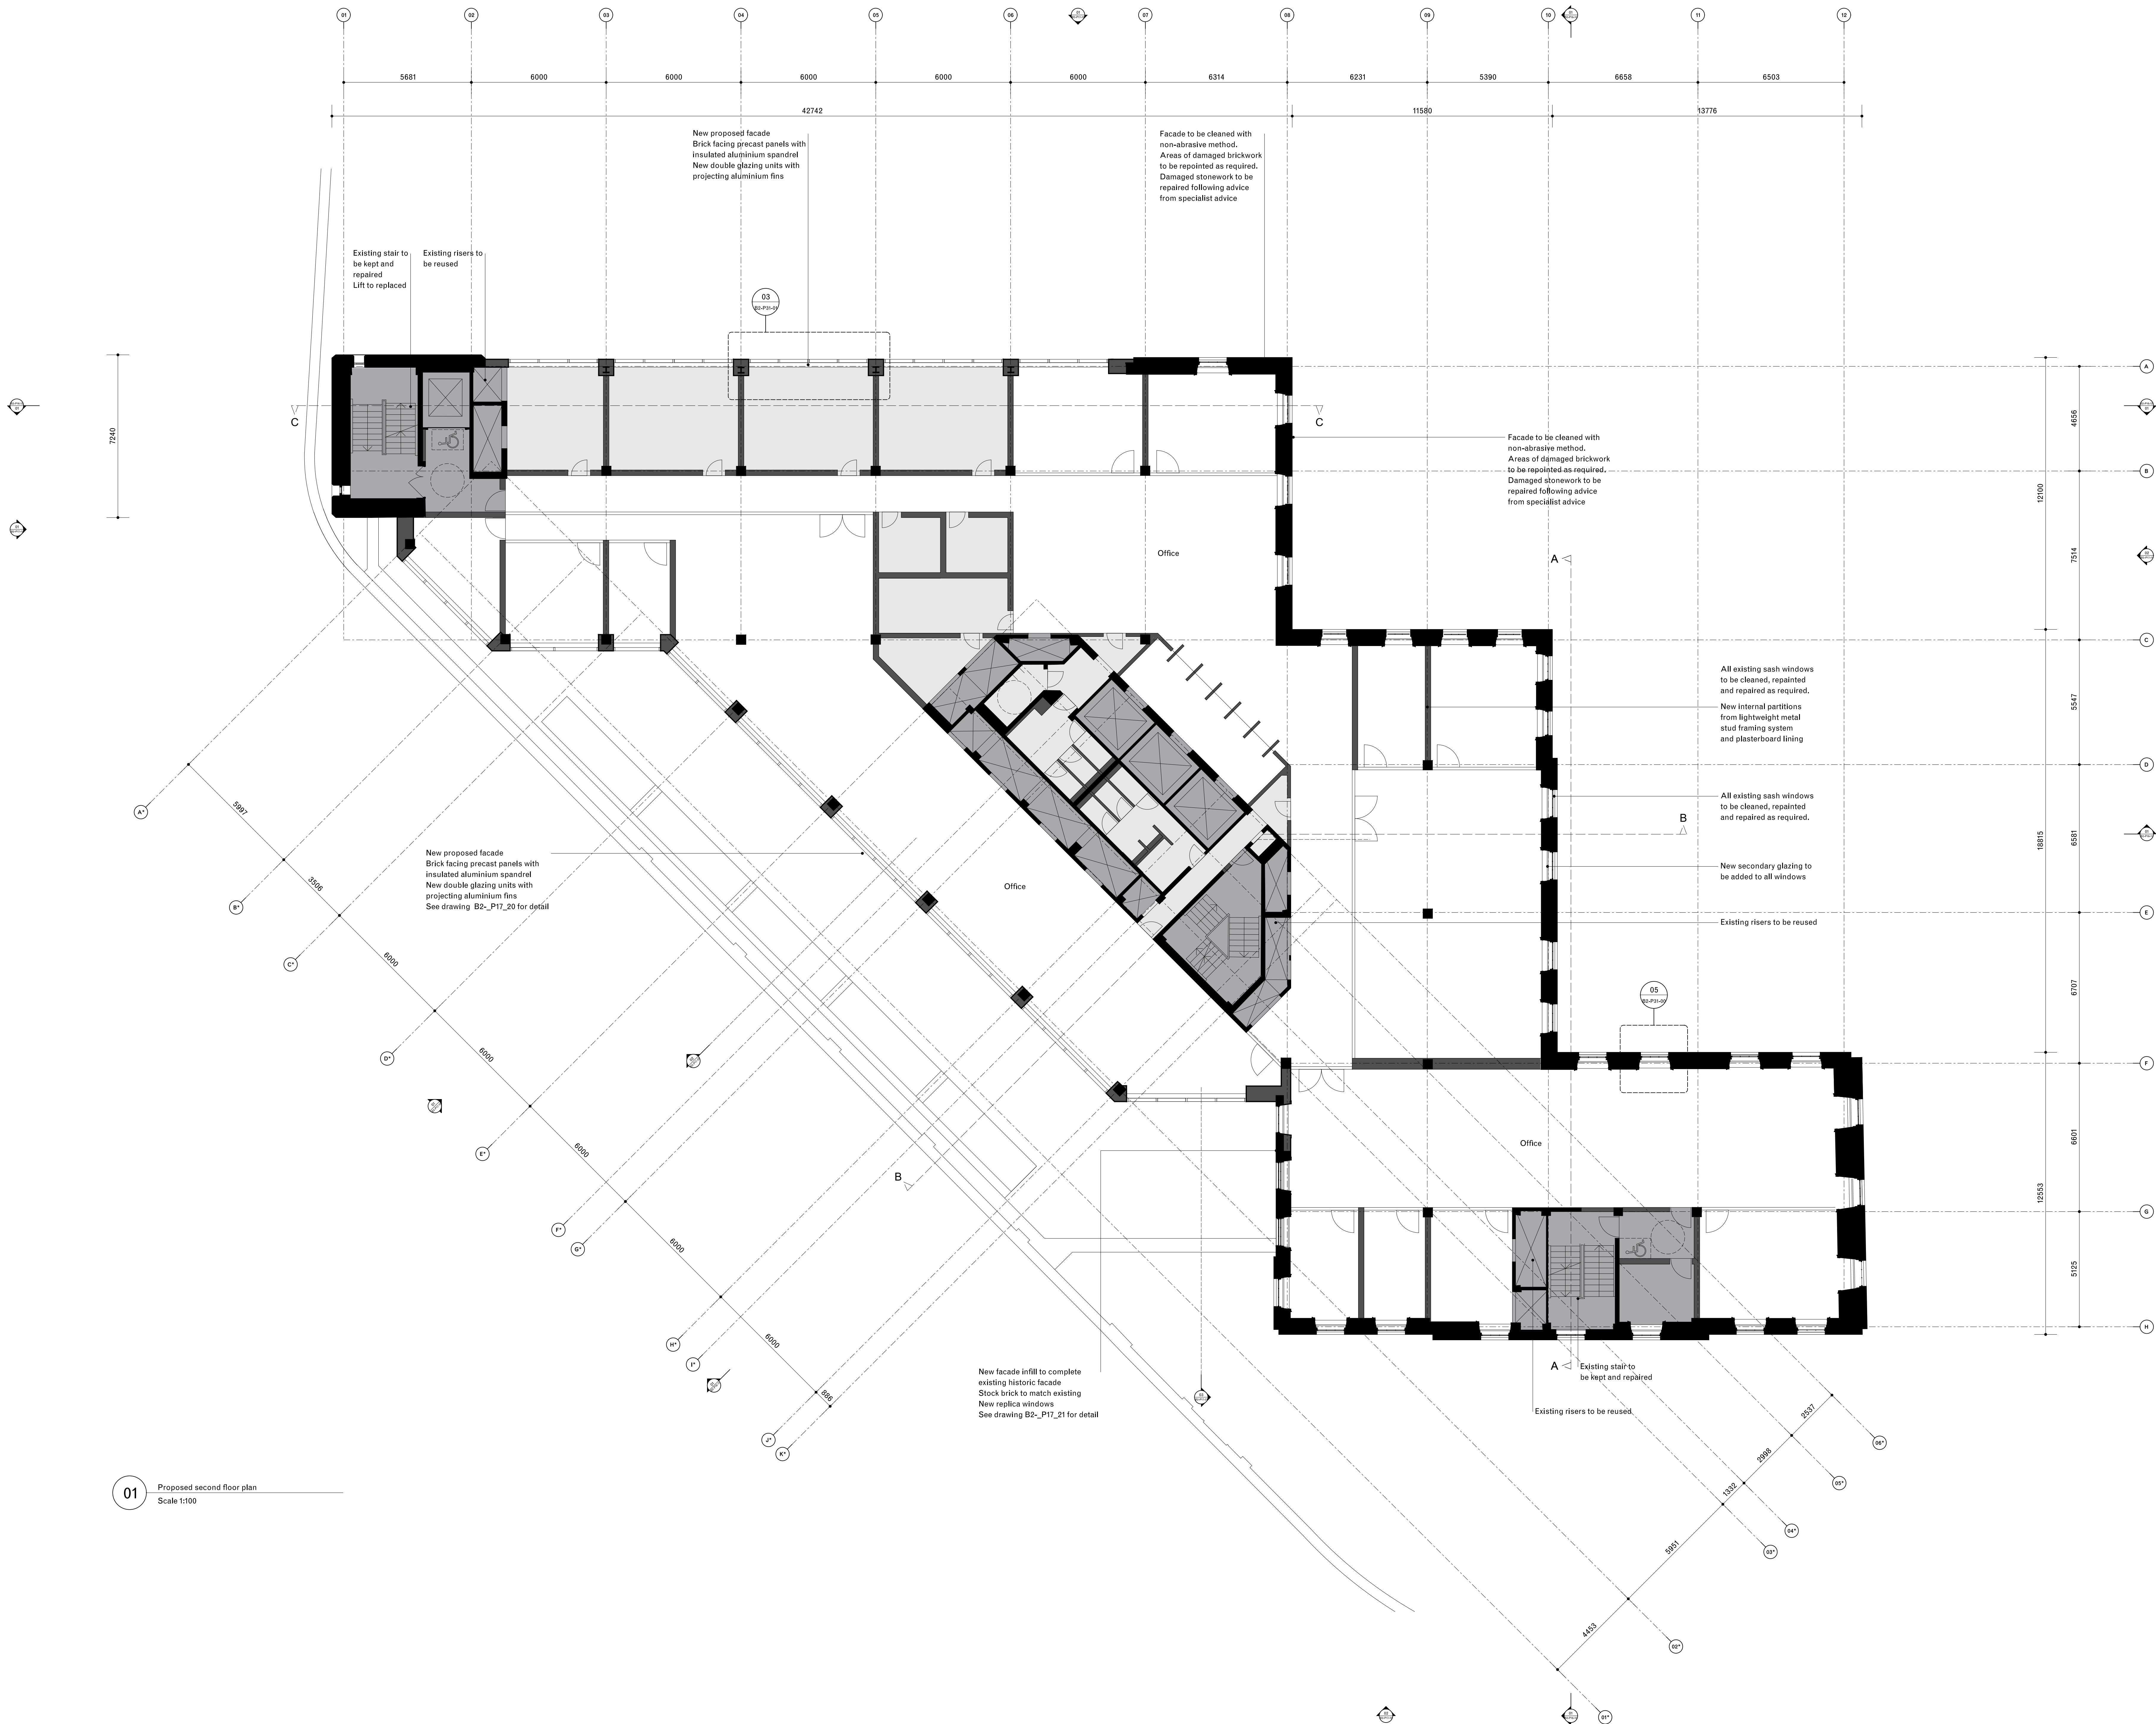 01
02
03
04
05
06
07
08
09
10
11
12
5681
6000
6000
6000
6000
6000
6314
6231
5390
6658
6503
42742
11580
13776
New proposed facade
Brick facing precast panels with
insulated aluminium spandrel
New double glazing units with
projecting aluminium fins
Facade to be cleaned with
non-abrasive method.
Areas of damaged brickwork
to be repointed as required.
Damaged stonework to be
repaired following advice
from specialist advice
Existing stair to
be kept and
repaired
Lift to replaced
Existing risers to
be reused
03
B2-P31-01
A
C
C
7240
4656
Facade to be cleaned with
non-abrasive method.
Areas of damaged brickwork
to be repointed as required.
Damaged stonework to be
repaired following advice
from specialist advice
B
12100
Office
A
7514
C
All existing sash windows
to be cleaned, repainted
and repaired as required.
New internal partitions
from lightweight metal
stud framing system
and plasterboard lining
5547
D
All existing sash windows
to be cleaned, repainted
and repaired as required.
B
18815
6581
New secondary glazing to
be added to all windows
A*
5997
B*
3506
New proposed facade
Brick facing precast panels with
insulated aluminium spandrel
New double glazing units with
projecting aluminium fins
See drawing B2-_P17_20 for detail
Office
E
Existing risers to be reused
C*
6000
05
B2-P31-00
6707
D*
6000
F
E*
6000
Office
6601
B
12553
F*
G*
6000
G
5125
H*
I*
6000
H
886
J*
K*
New facade infill to complete
existing historic facade
Stock brick to match existing
New replica windows
See drawing B2-_P17_21 for detail
A
Existing stair to
be kept and repaired
Existing risers to be reused
2537
06*
2998
05*
1332
04*
03*
5951
02*
4453
01*
01
Proposed second floor plan
Scale 1:100